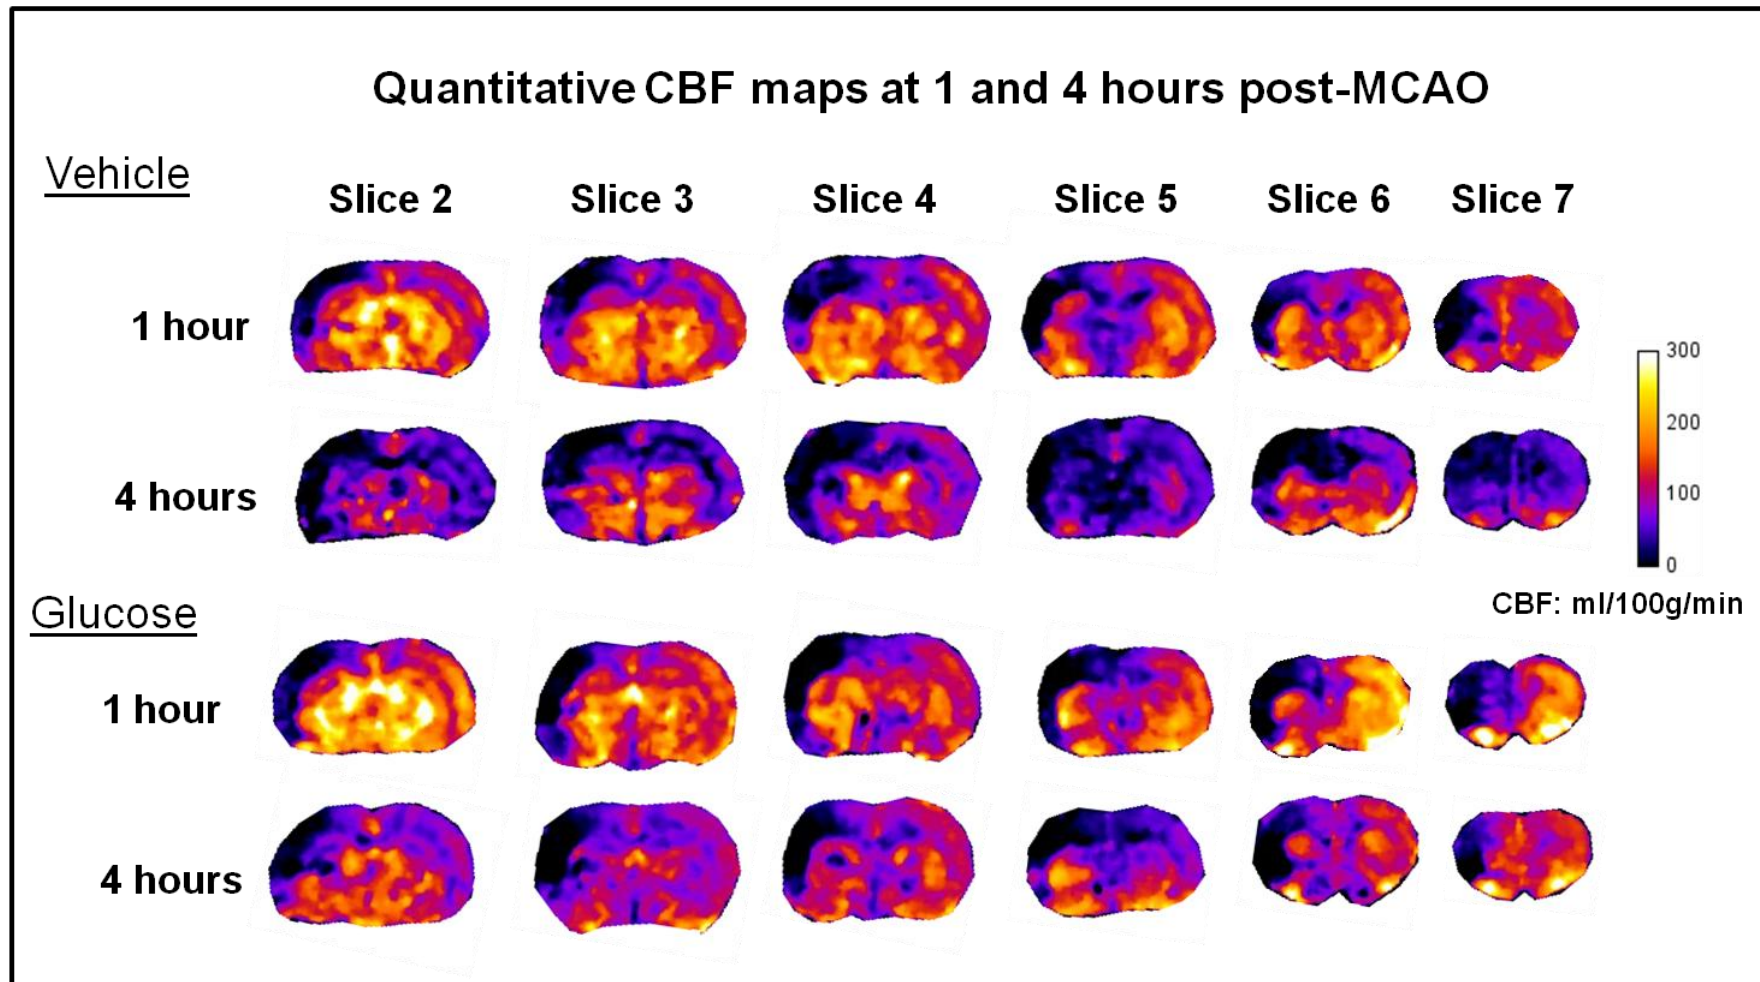 Quantitative CBF maps at 1 and 4 hours post-MCAO
Vehicle
Slice 2 Slice 3 Slice 4 Slice 5 Slice 6 Slice 7
1 hour
300
200
4 hours
100
0
CBF: ml/100g/min
Glucose
1 hour
4 hours